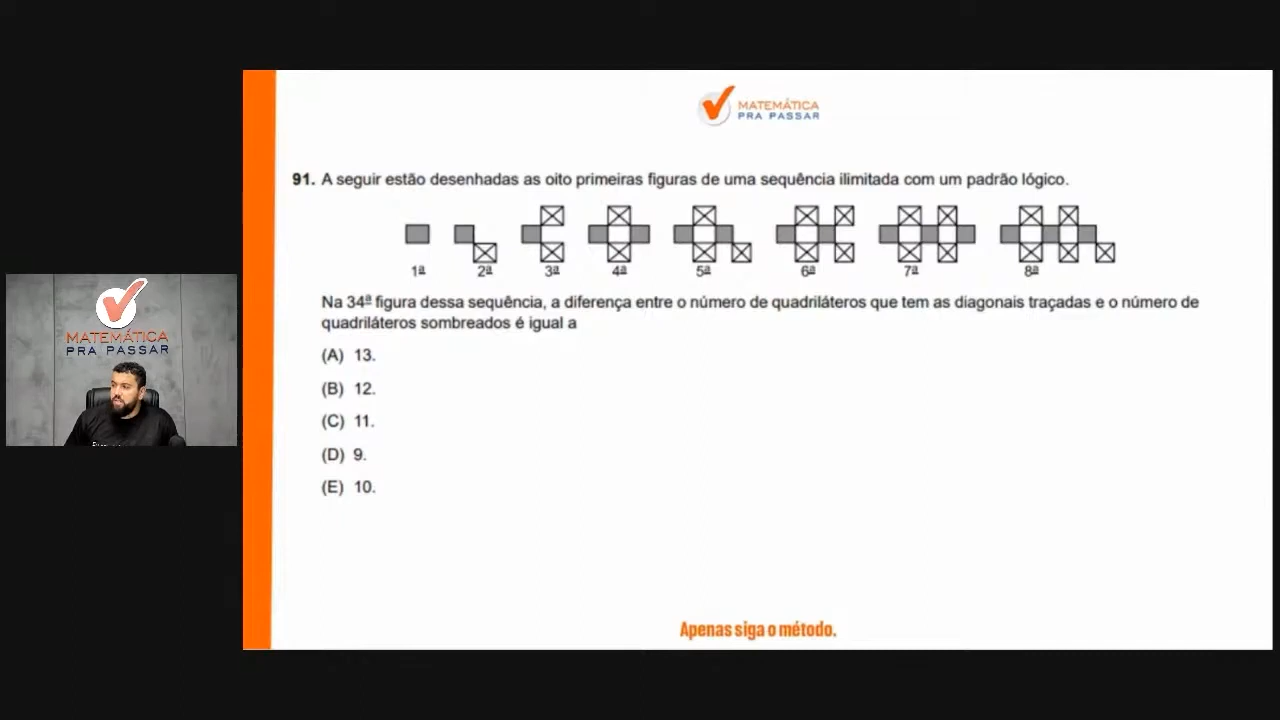 MATEMÁTICA
PRA PASSAR
91. A seguir estão desenhadas as oito primeiras figuras de uma sequência ilimitada com um padrão lógico.
1ª 2ª 3ª 4ª 5ª 6ª 7ª 8ª
Na 34ª figura dessa sequência, a diferença entre o número de quadriláteros que tem as diagonais traçadas e o número de
quadriláteros sombreados é igual a
MATEMÁTICA
PRA PASSAR
(A) 13.
(B) 12.
(C) 11.
(D) 9.
(E) 10.
Apenas siga o método.